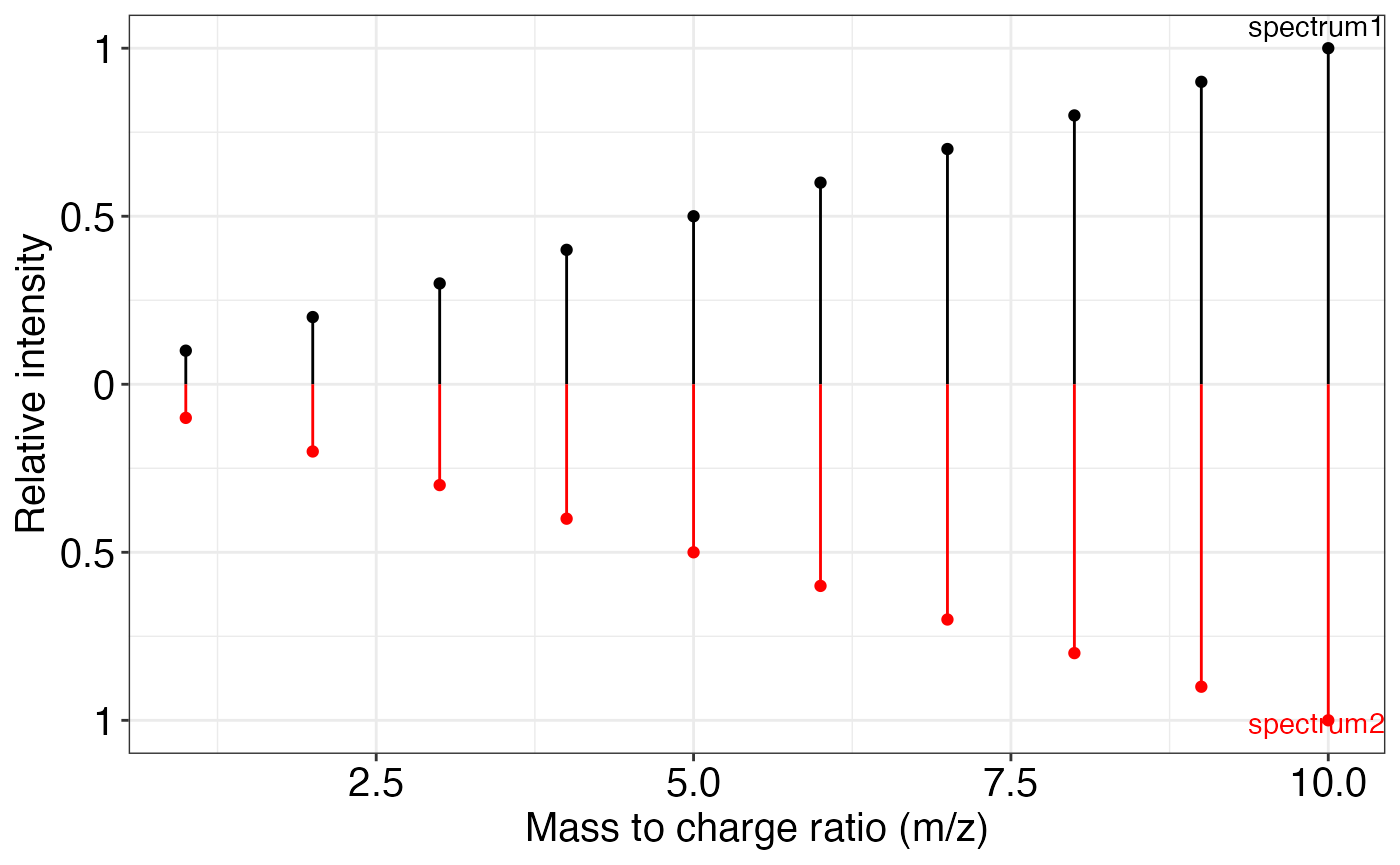 spectrum1
1
0.5
0
0.5
1
Relative intensity
spectrum2
2.5 5.0 7.5 10.0
Mass to charge ratio (m/z)